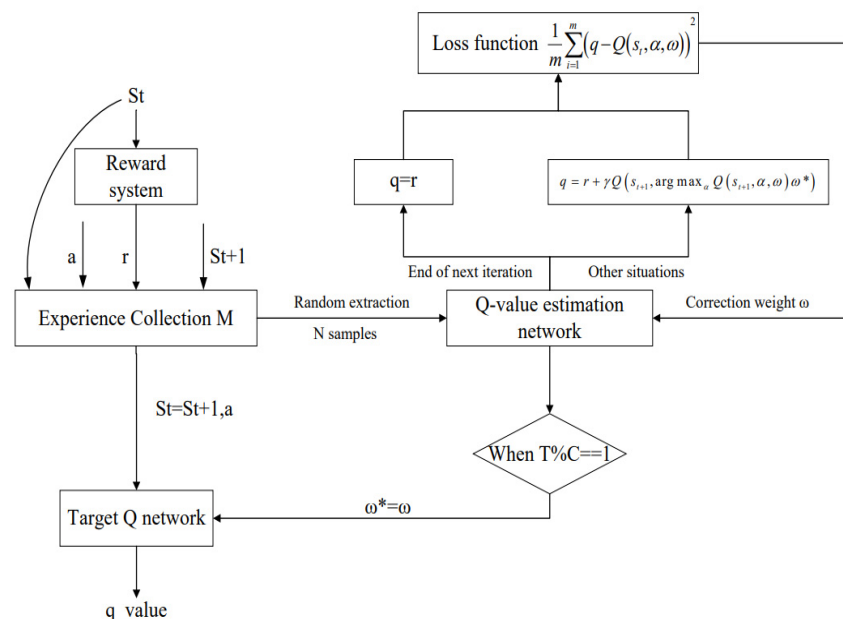 Loss function \frac{1}{m}\sum_{i=1}^{m}(q-Q(s_t,α,ω))^2
St
Reward
system
q=r
q = r + γQ(s_{t+1}, arg max_α Q(s_{t+1},α,ω)ω*)
a
r
St+1
End of next iteration
Other situations
Experience Collection M
Random extraction
N samples
Q-value estimation
network
Correction weight ω
St=St+1,a
When T%C==1
ω*=ω
Target Q network
q value